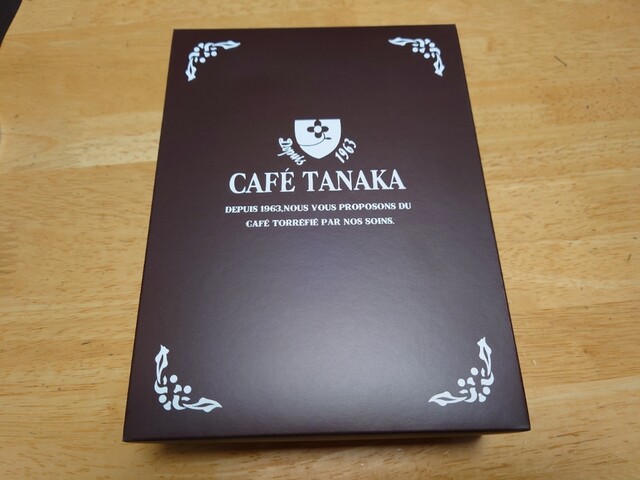 Depuis 1963
CAFÉ TANAKA
DEPUIS 1963,NOUS VOUS PROPOSONS DU
CAFÉ TORRÉFIÉ PAR NOS SOINS.